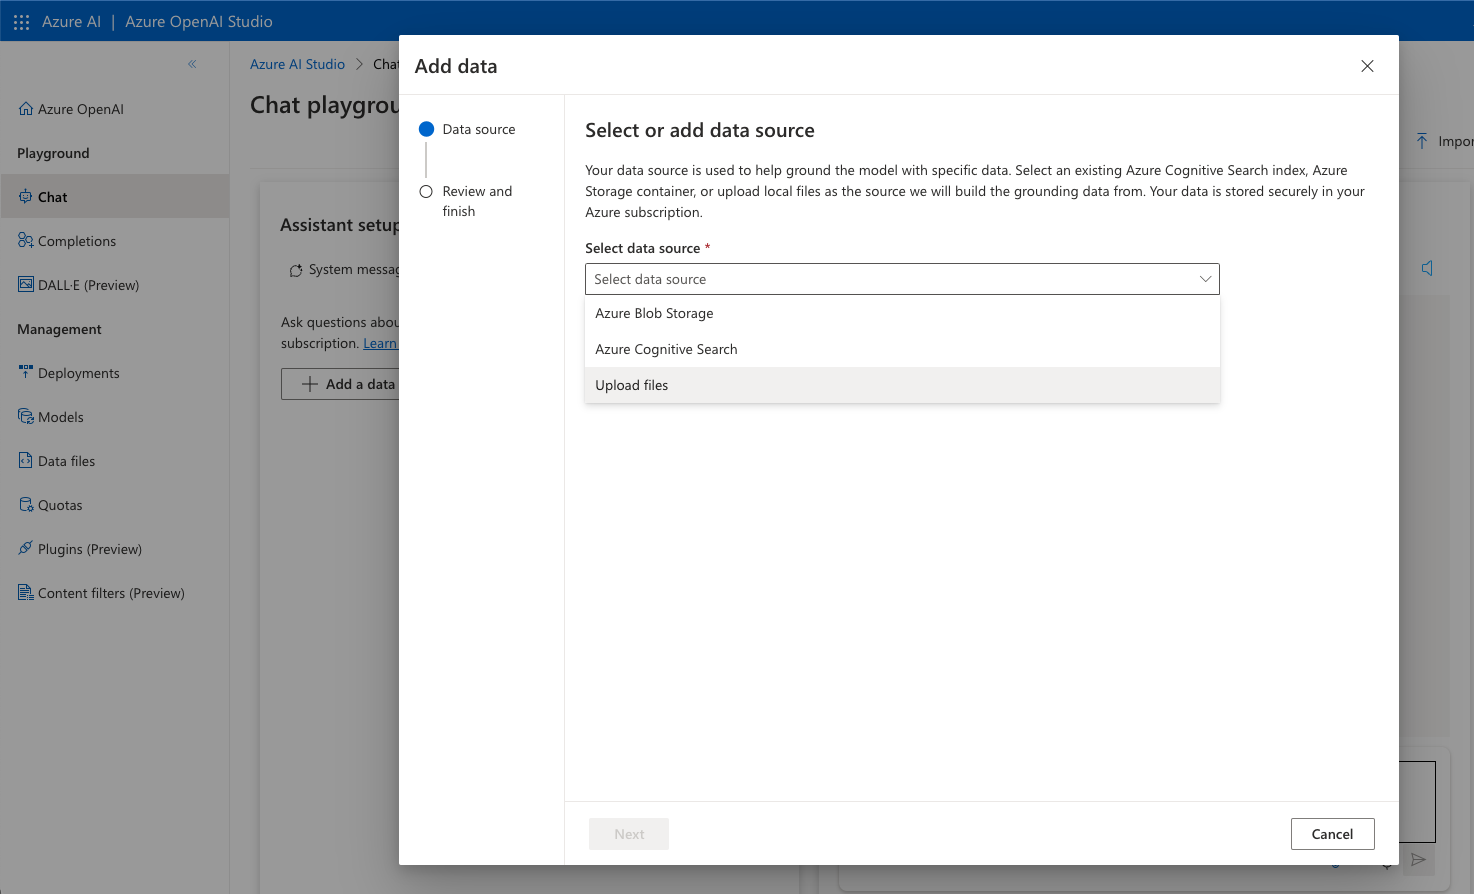 Azure AI | Azure OpenAI Studio
Azure AI Studio > Chat
Chat
Azure OpenAI
Playground
Chat
Completions
DALL·E (Preview)
Management
Deployments
Models
Data files
Quotas
Plugins (Preview)
Content filters (Preview)
Assistant setup
System
Ask questions
subscription. Learn
Add a data
Add data
Data source
Review and
finish
Select or add data source
Your data source is used to help ground the model with specific data. Select an existing Azure Cognitive Search index, Azure
Storage container, or upload local files as the source we will build the grounding data from. Your data is stored securely in your
Azure subscription.
Select data source *
Select data source
Azure Blob Storage
Azure Cognitive Search
Upload files
Next
Cancel